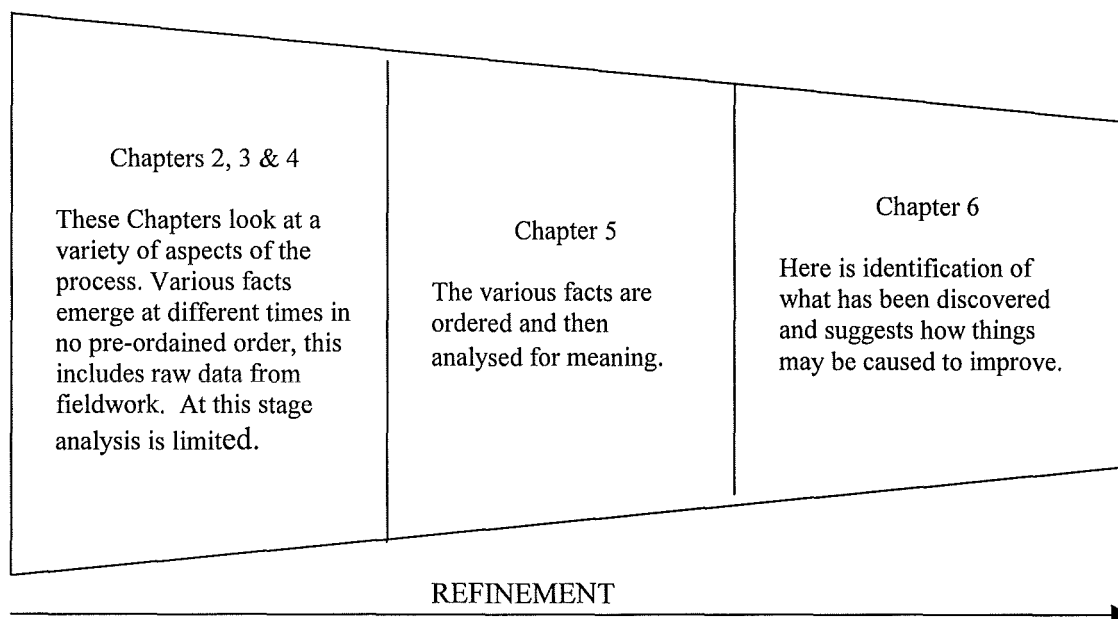 Chapters 2, 3 & 4
These Chapters look at a
variety of aspects of the
process. Various facts
emerge at different times in
no pre-ordained order, this
includes raw data from
fieldwork. At this stage
analysis is limited.
Chapter 5
The various facts are
ordered and then
analysed for meaning.
Chapter 6
Here is identification of
what has been discovered
and suggests how things
may be caused to improve.
REFINEMENT